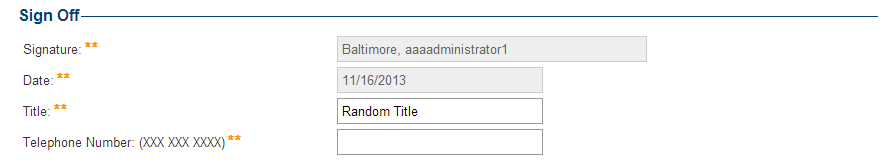 Sign Off
Signature: ** Baltimore, aaaadministrator1
Date: ** 11/16/2013
Title: ** Random Title
Telephone Number: (XXX XXX XXXX) **